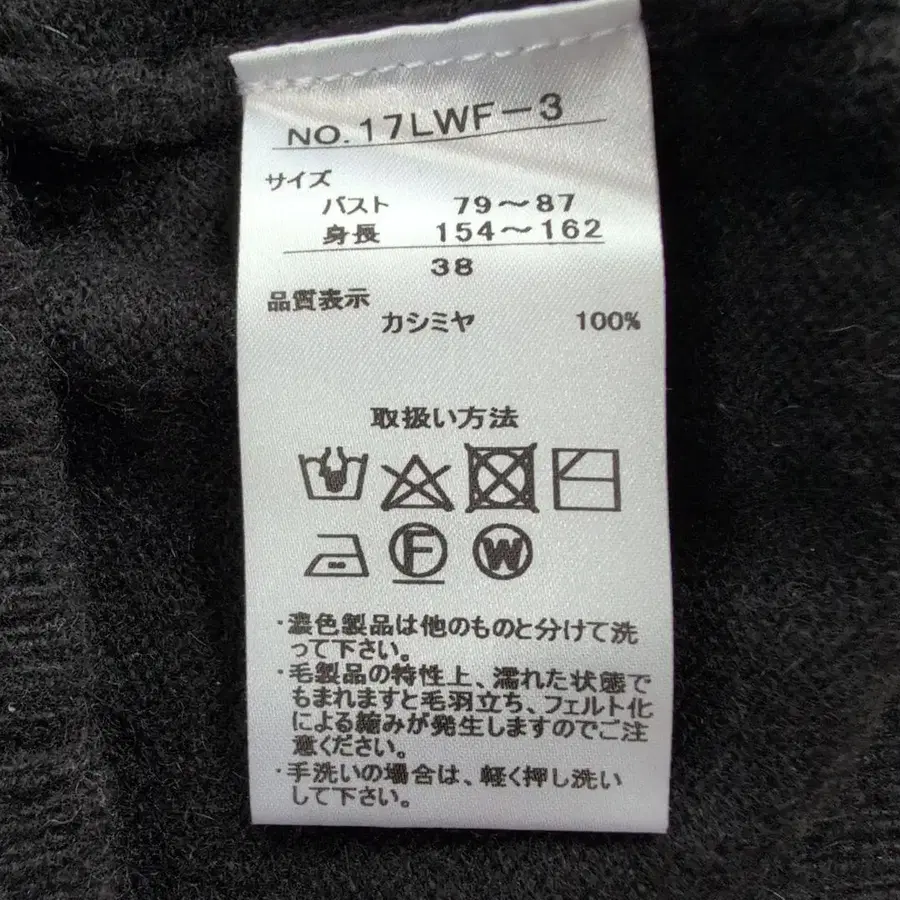 NO.17LWF-3
サイズ
バスト 79～87
身長 154～162
38
品質表示
カシミヤ 100%
取扱い方法
F W
・濃色製品は他のものと分けて洗
って下さい。
・毛製品の特性上、濡れた状態で
もまれますと毛羽立ち、フェルト化
による縮みが発生しますのでご注
意ください。
・手洗いの場合は、軽く押し洗い
して下さい。